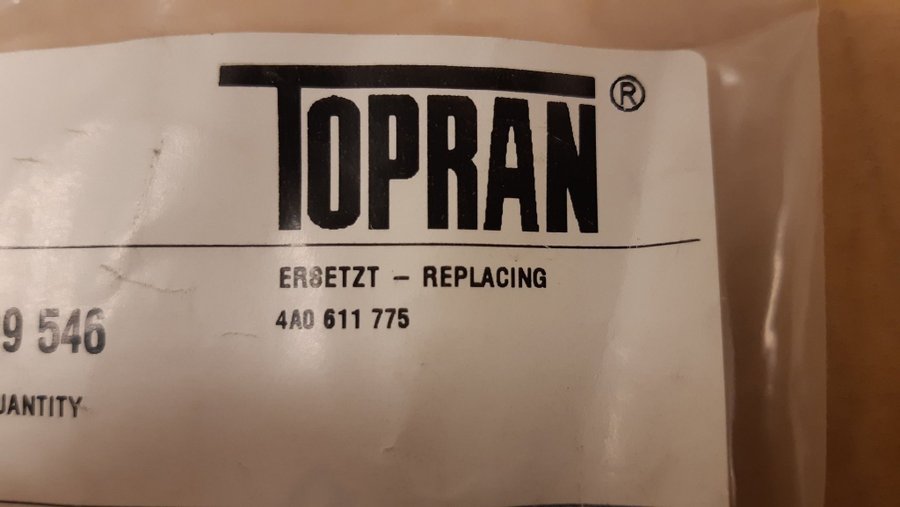 TOPRAN®
ERSETZT – REPLACING
4A0 611 775
9 546
UANTITY